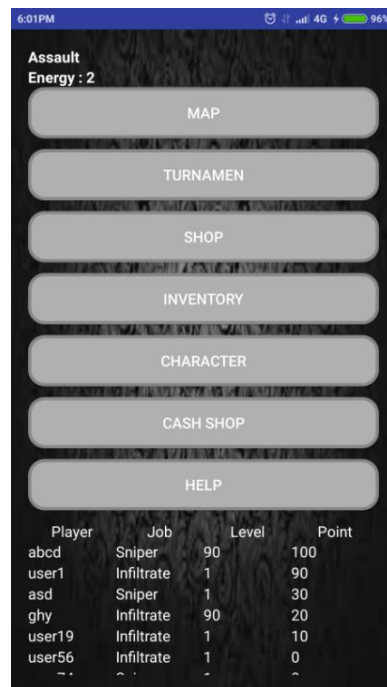 6:01PM 4G 96%
Assault
Energy : 2
MAP
TURNAMEN
SHOP
INVENTORY
CHARACTER
CASH SHOP
HELP
Player Job Level Point
abcd Sniper 90 100
user1 Infiltrate 1 90
asd Sniper 1 30
ghy Infiltrate 90 20
user19 Infiltrate 1 10
user56 Infiltrate 1 0